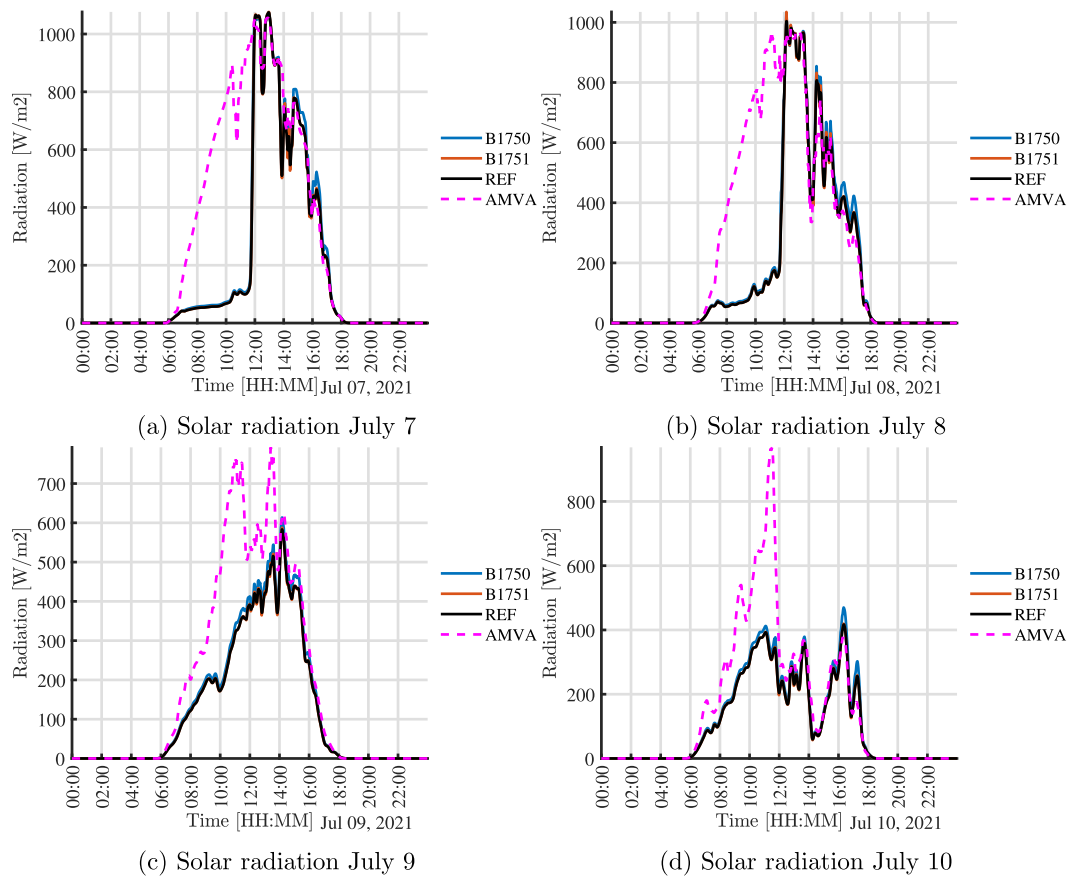 Radiation [W/m2]
1000
800
600
400
200
0
00:00 02:00 04:00 06:00 08:00 10:00 12:00 14:00 16:00 18:00 20:00 22:00
Time [HH:MM] Jul 07, 2021
B1750
B1751
REF
AMVA
(a) Solar radiation July 7
Radiation [W/m2]
1000
800
600
400
200
0
00:00 02:00 04:00 06:00 08:00 10:00 12:00 14:00 16:00 18:00 20:00 22:00
Time [HH:MM] Jul 08, 2021
B1750
B1751
REF
AMVA
(b) Solar radiation July 8
Radiation [W/m2]
700
600
500
400
300
200
100
0
00:00 02:00 04:00 06:00 08:00 10:00 12:00 14:00 16:00 18:00 20:00 22:00
Time [HH:MM] Jul 09, 2021
B1750
B1751
REF
AMVA
(c) Solar radiation July 9
Radiation [W/m2]
800
600
400
200
0
00:00 02:00 04:00 06:00 08:00 10:00 12:00 14:00 16:00 18:00 20:00 22:00
Time [HH:MM] Jul 10, 2021
B1750
B1751
REF
AMVA
(d) Solar radiation July 10